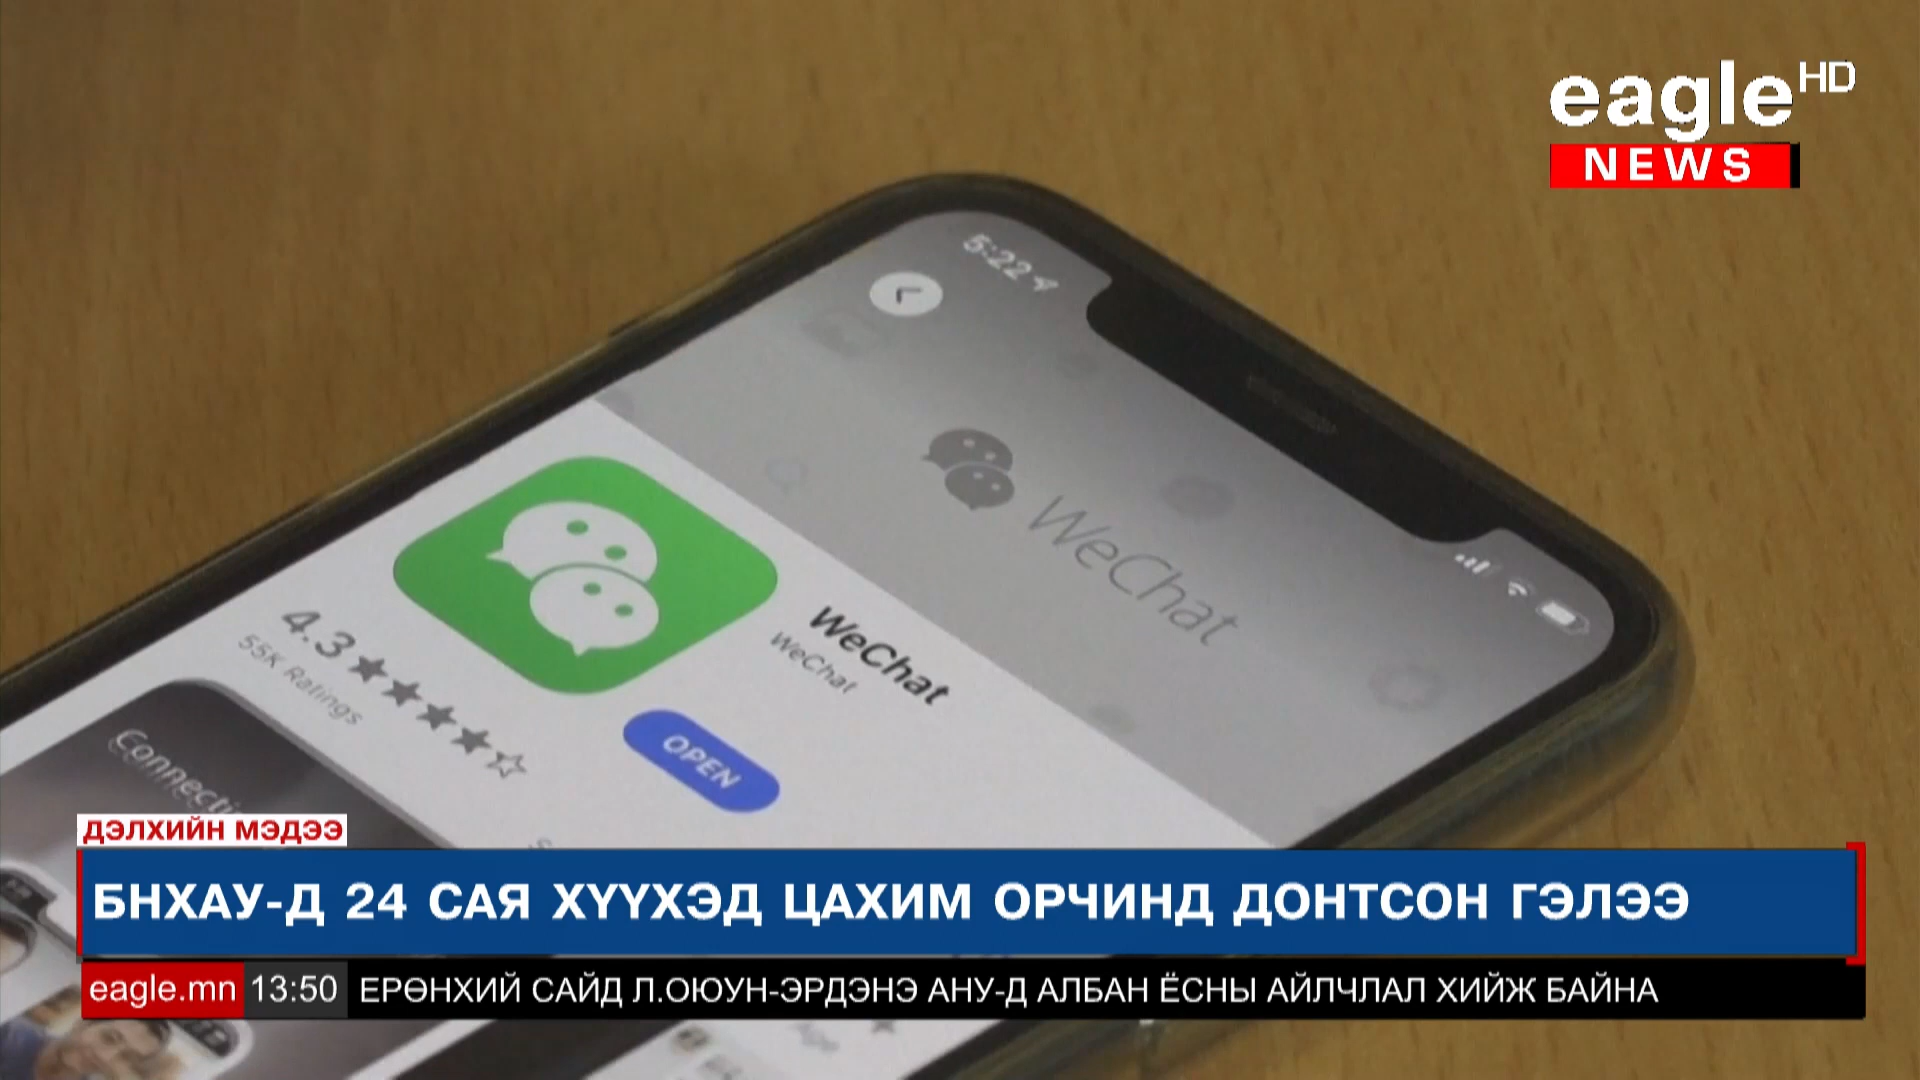 eagle HD
NEWS
5:22
WeChat
WeChat
WeChat
4.3
55K Ratings
OPEN
ДЭЛХИЙН МЭДЭЭ
БНХАУ-Д 24 САЯ ХҮҮХЭД ЦАХИМ ОРЧИНД ДОНТСОН ГЭЛЭЭ
eagle.mn 13:50 ЕРӨНХИЙ САЙД Л.ОЮУН-ЭРДЭНЭ АНУ-Д АЛБАН ЁСНЫ АЙЛЧЛАЛ ХИЙЖ БАЙНА